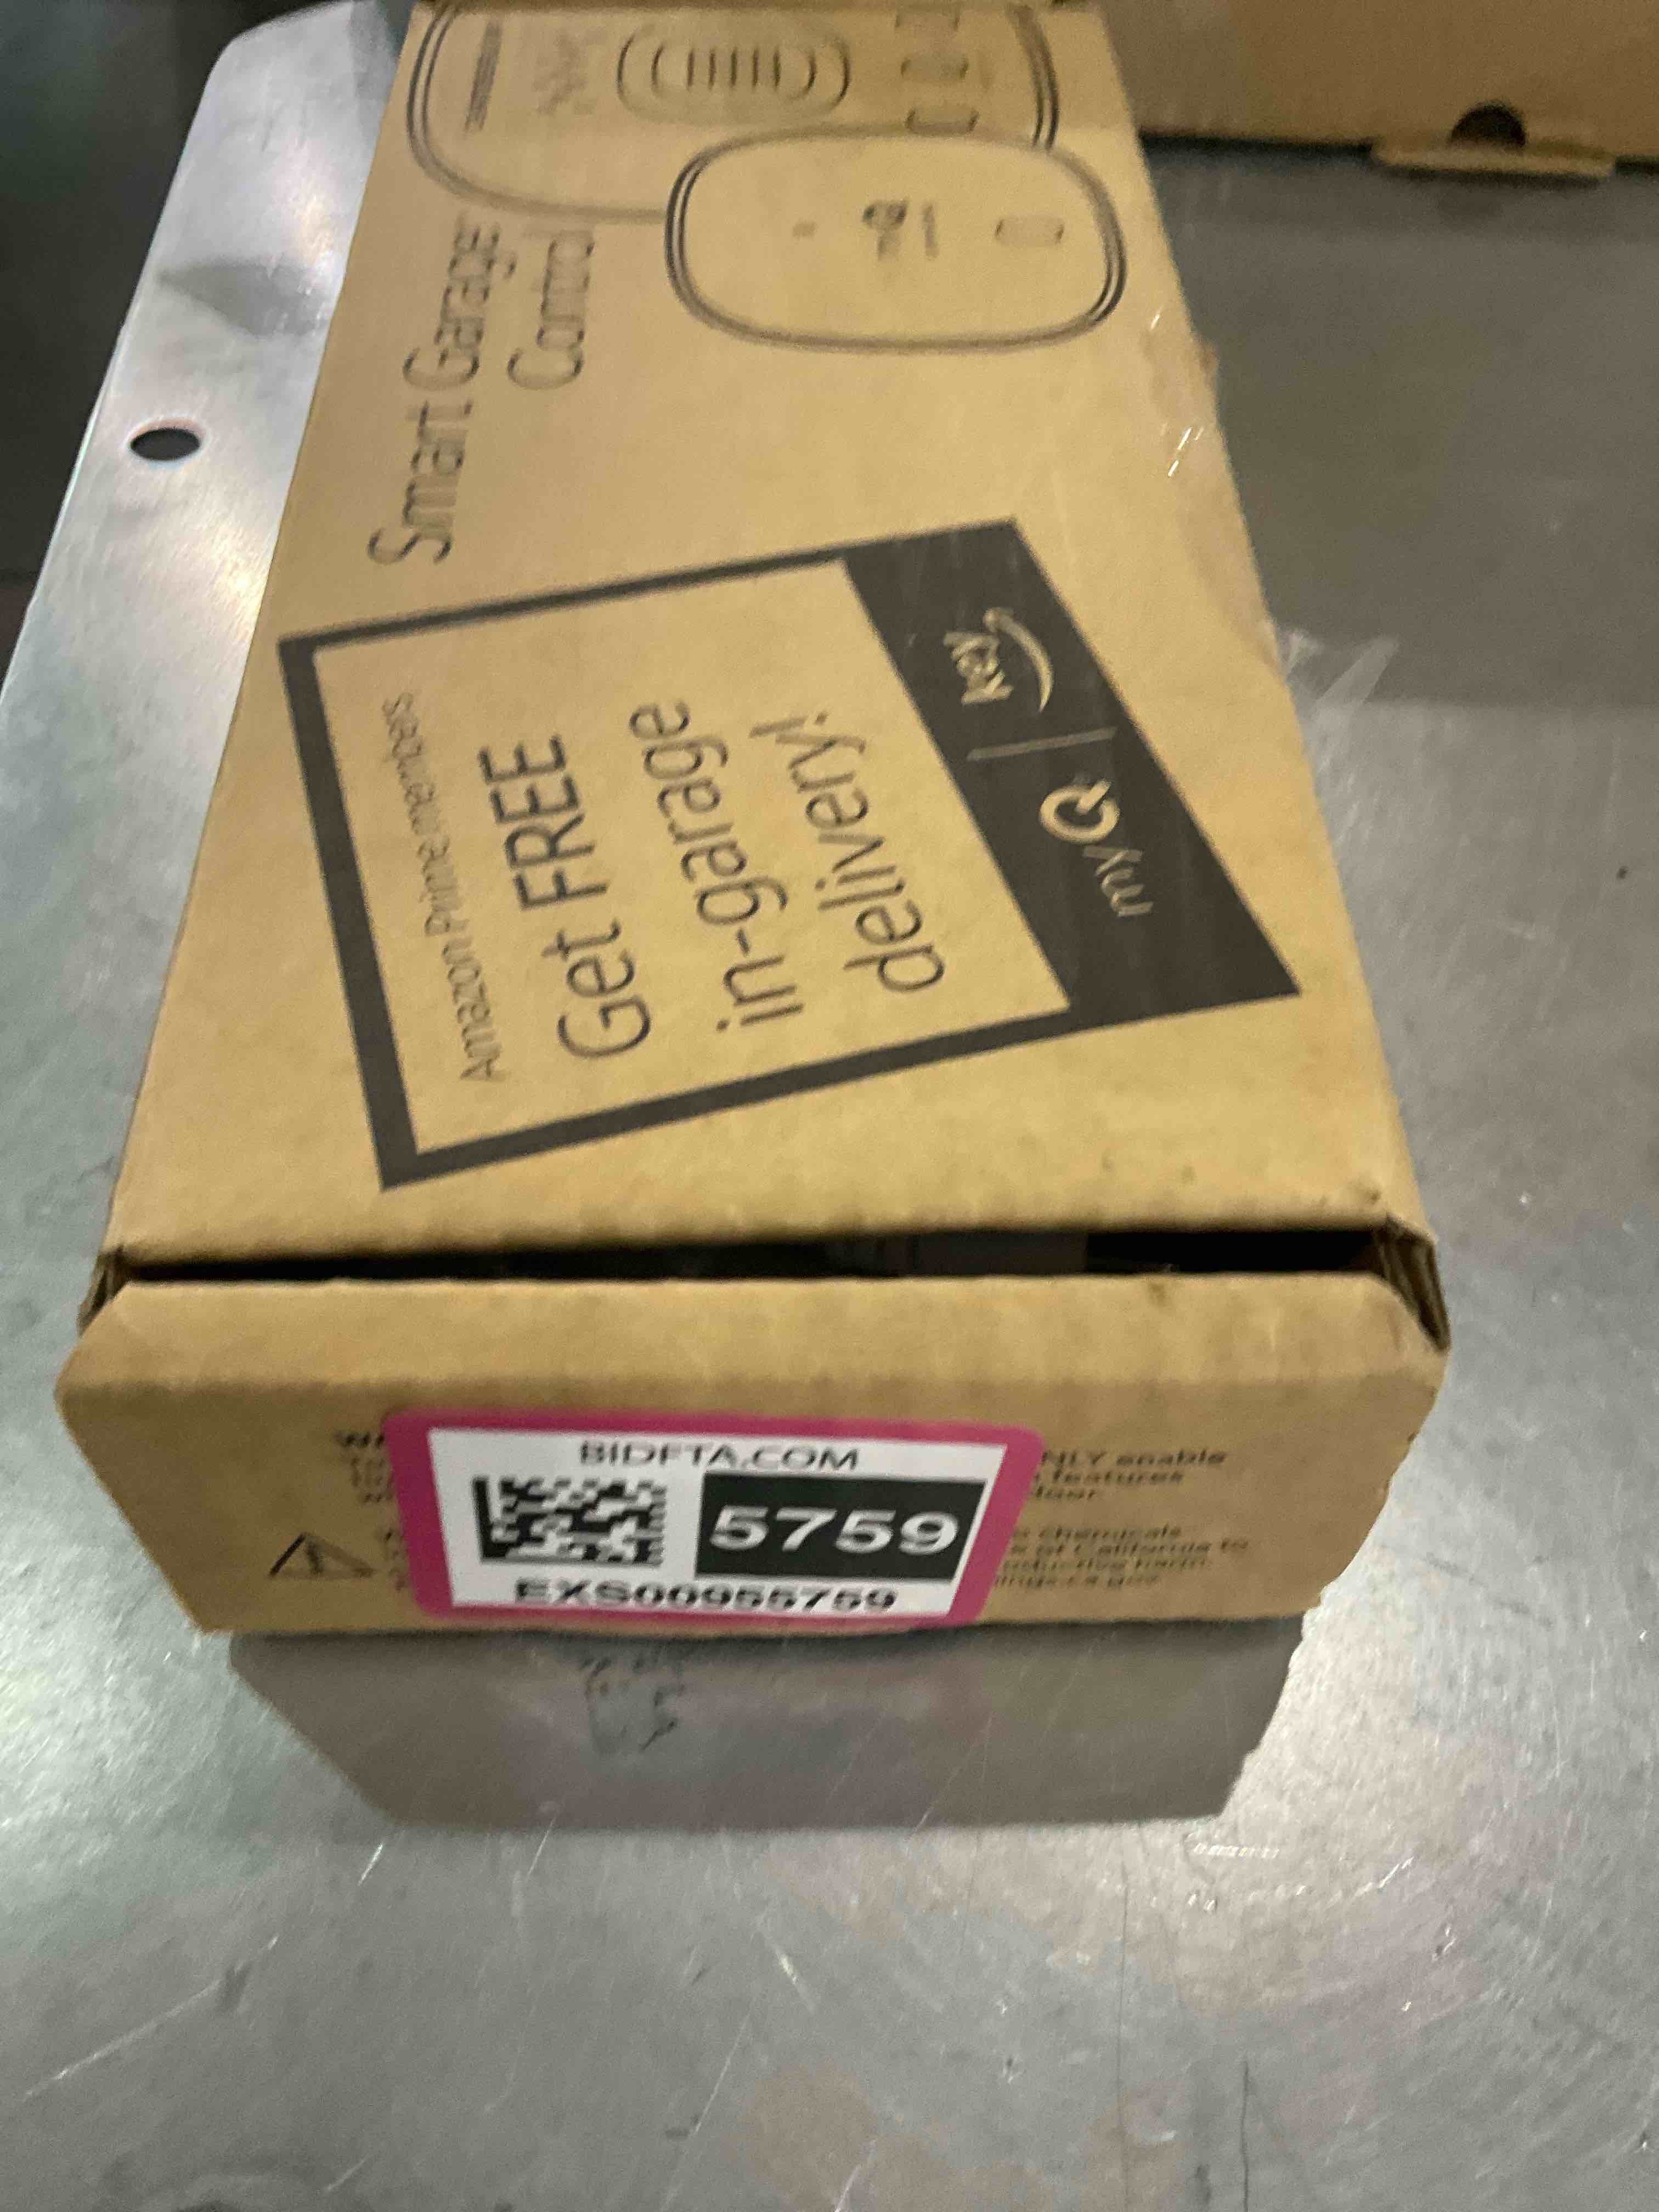 Smart Garage
Control
Amazon Prime members
Get FREE
in-garage
delivery!
myQ | key
BIDFTA.COM
5759
EXS00955759
NLY enable
features
door.
chemicals
of California to
harm.